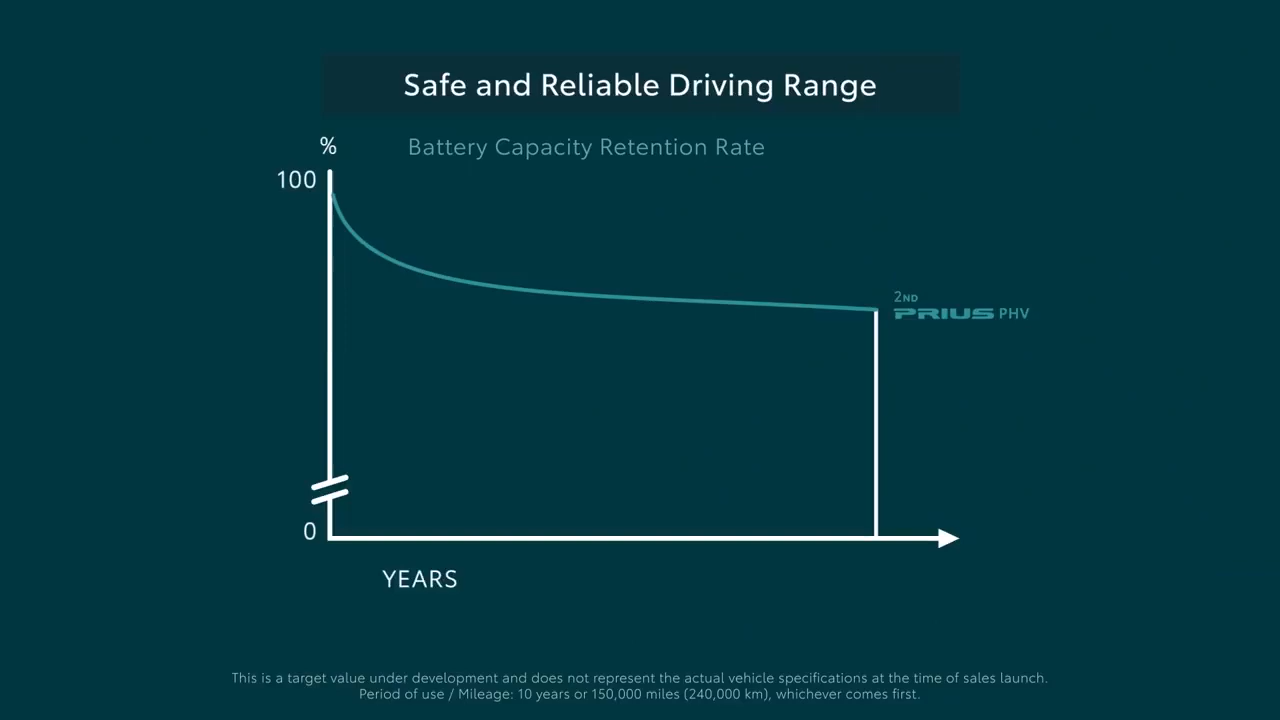 Safe and Reliable Driving Range
%
Battery Capacity Retention Rate
100
2ND
PRIUS PHV
0
YEARS
This is a target value under development and does not represent the actual vehicle specifications at the time of sales launch.
Period of use / Mileage: 10 years or 150,000 miles (240,000 km), whichever comes first.